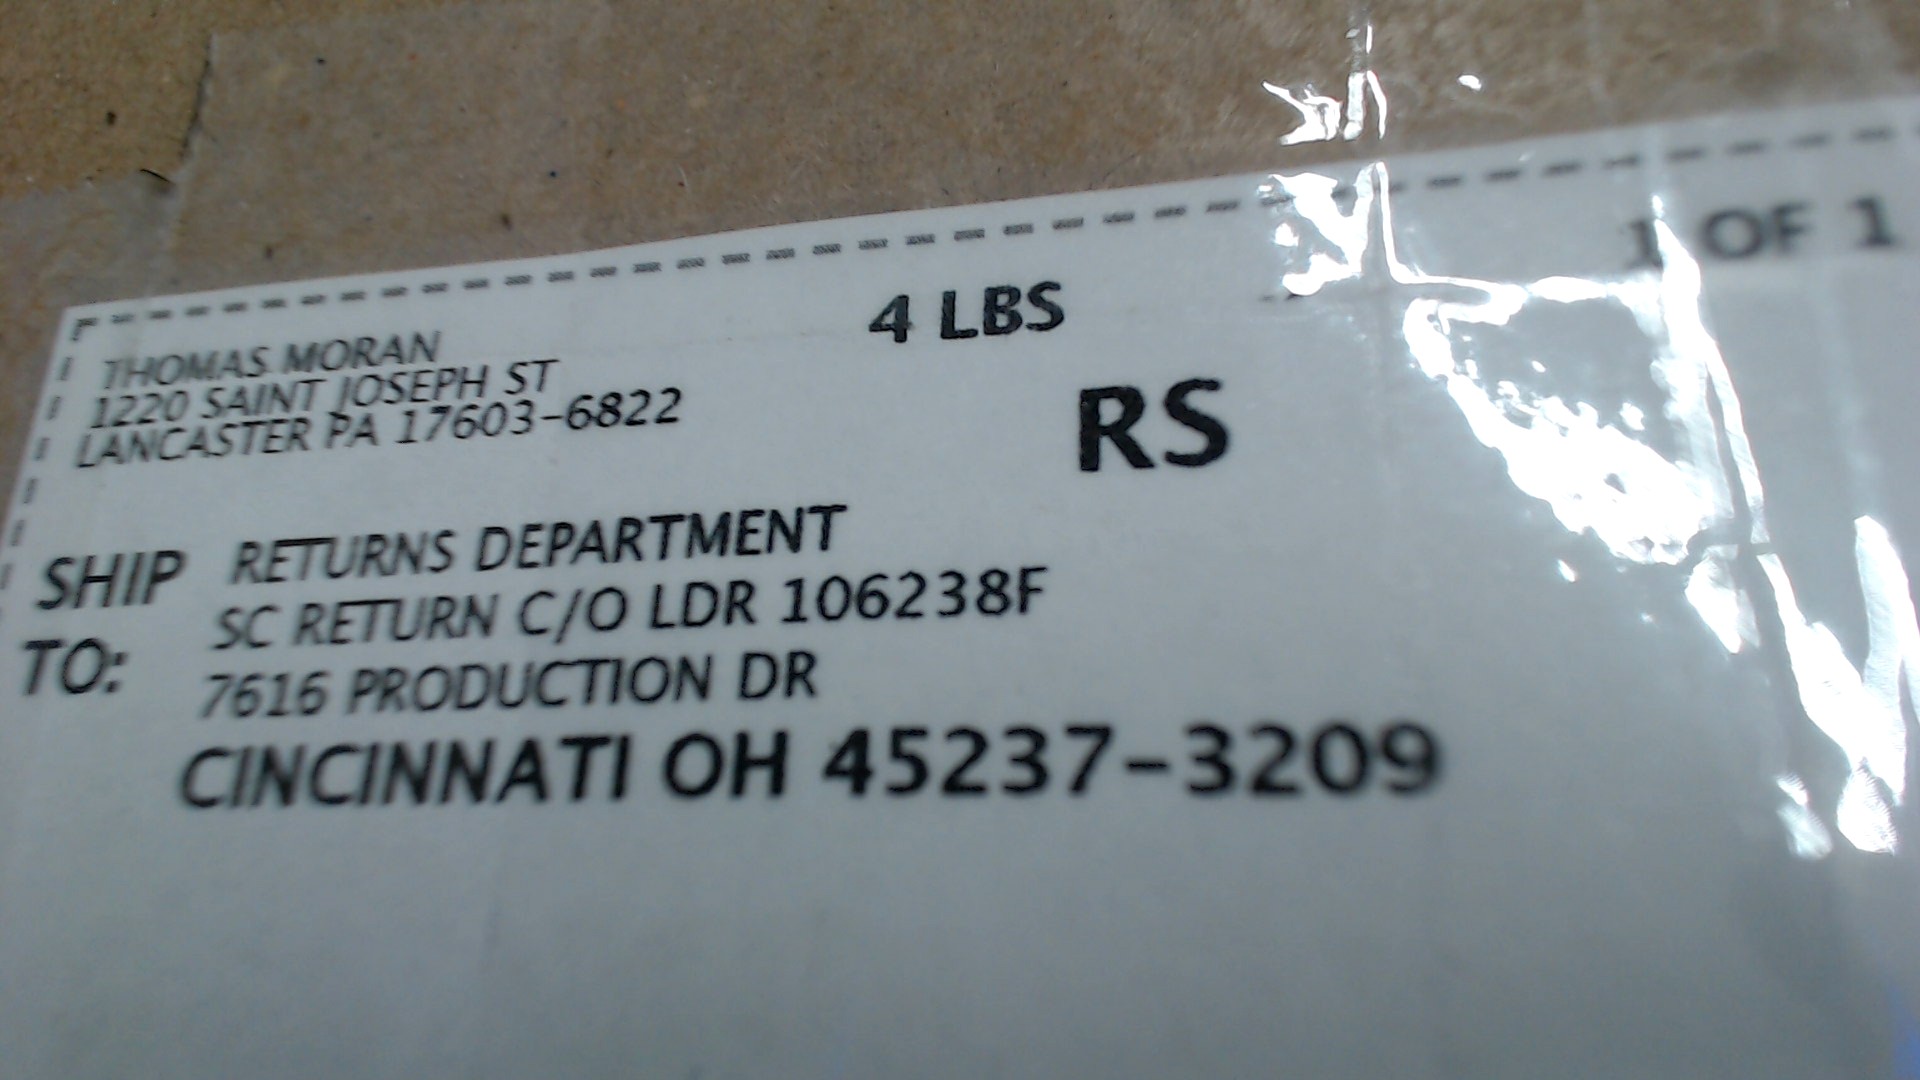 1 OF 1
4 LBS
THOMAS MORAN
1220 SAINT JOSEPH ST
LANCASTER PA 17603-6822
RS
SHIP TO:
RETURNS DEPARTMENT
SC RETURN C/O LDR 106238F
7616 PRODUCTION DR
CINCINNATI OH 45237-3209